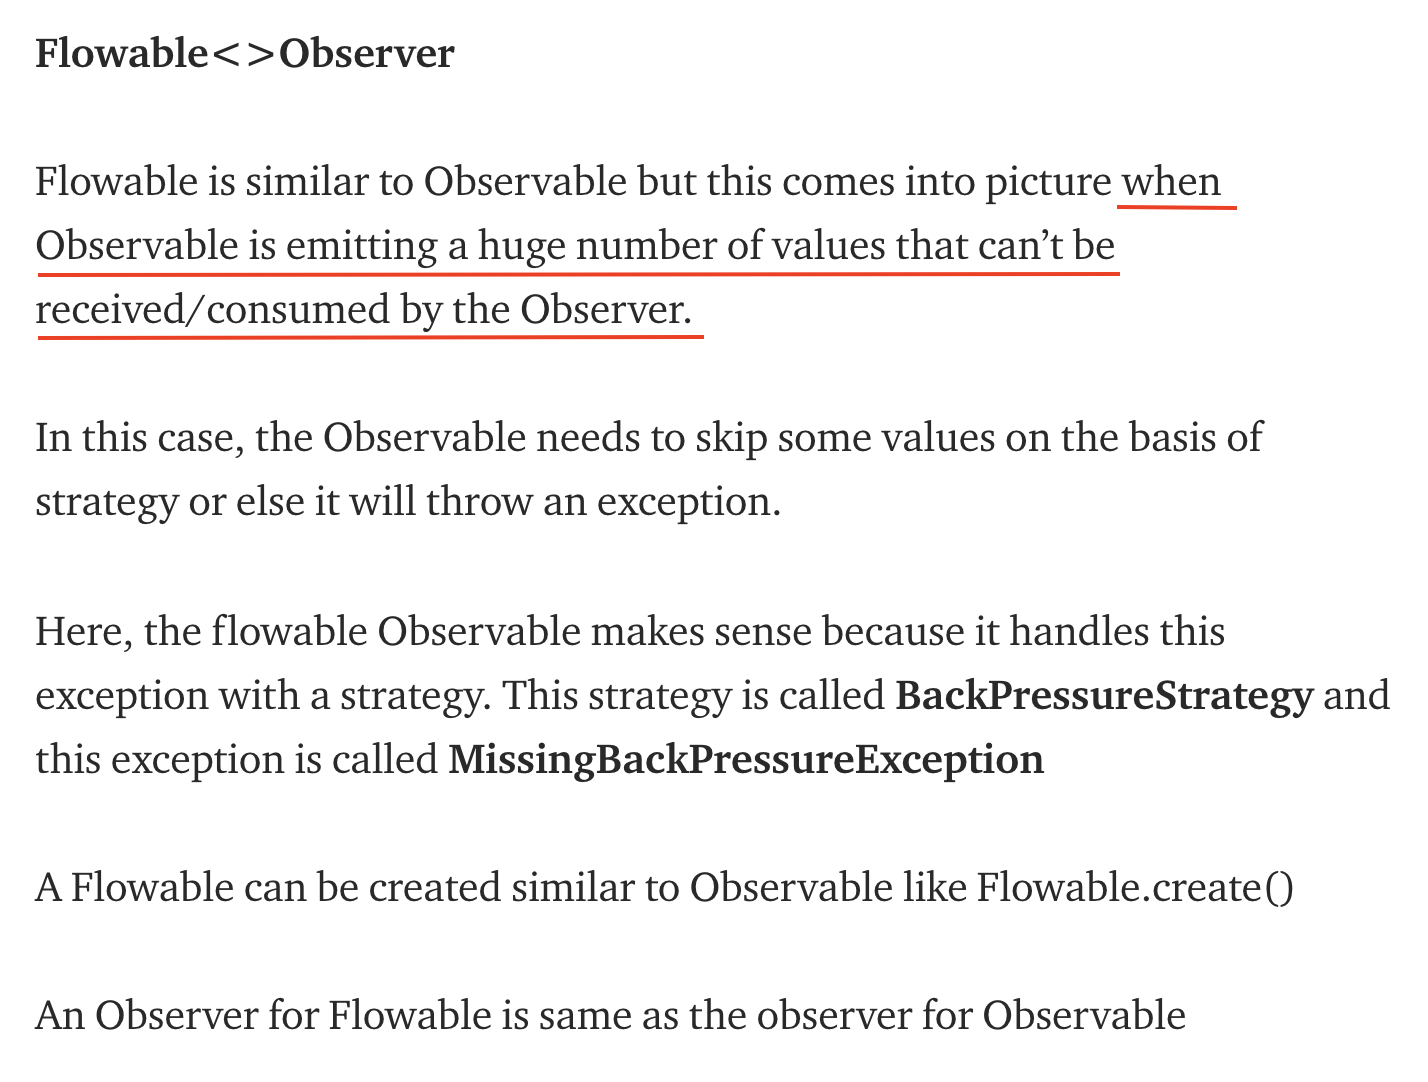 Flowable<>Observer
Flowable is similar to Observable but this comes into picture when
Observable is emitting a huge number of values that can’t be
received/consumed by the Observer.
In this case, the Observable needs to skip some values on the basis of
strategy or else it will throw an exception.
Here, the flowable Observable makes sense because it handles this
exception with a strategy. This strategy is called BackPressureStrategy and
this exception is called MissingBackPressureException
A Flowable can be created similar to Observable like Flowable.create()
An Observer for Flowable is same as the observer for Observable